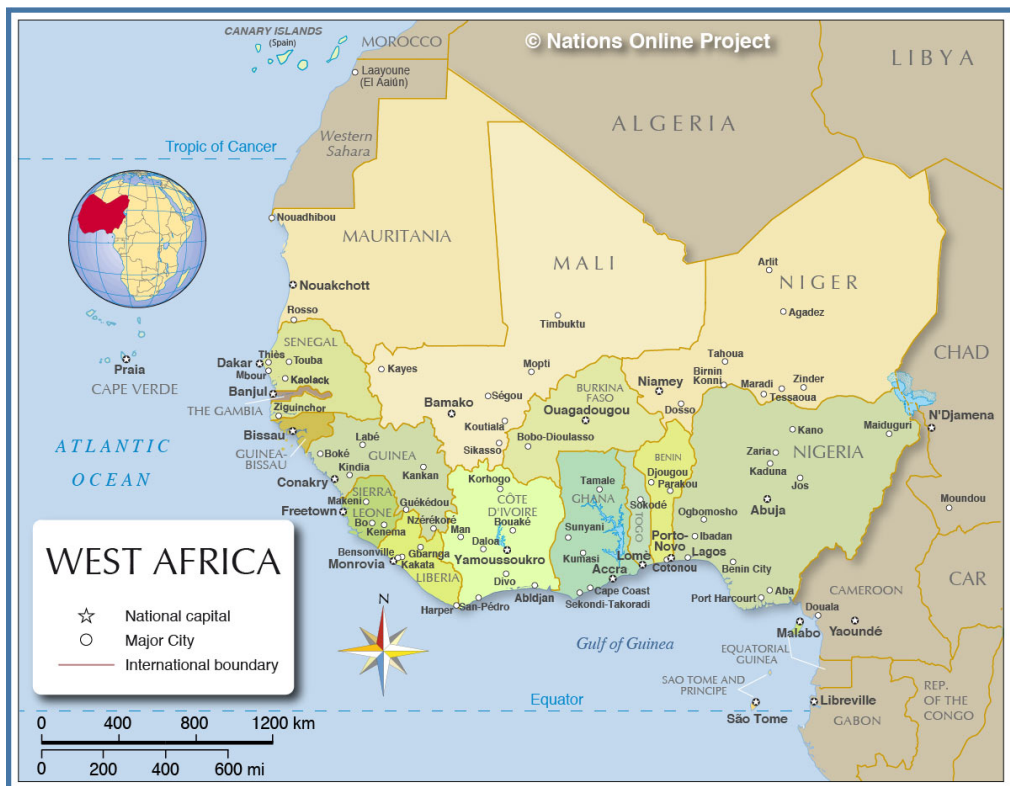 CANARY ISLANDS
(Spain)
MOROCCO
© Nations Online Project
LIBYA
Laayoune
(El Aaiún)
ALGERIA
Western
Sahara
Tropic of Cancer
Nouadhibou
MAURITANIA
MALI
Arlit
NIGER
Nouakchott
Agadez
Rosso
Timbuktu
SENEGAL
CHAD
Thiès
Touba
Dakar
Mbour
Kaolack
Praia
CAPE VERDE
Banjul
THE GAMBIA
Ziguinchor
Kayes
Mopti
Tahoua
Birnin
Konni
Maradi
Zinder
Tessaoua
Niamey
Dosso
BURKINA
FASO
Ségou
Bamako
Ouagadougou
Koutiala
Sikasso
Bobo-Dioulasso
N'Djamena
Maiduguri
Kano
Zaria
NIGERIA
Kaduna
Jos
Abuja
Bissau
GUINEA-
BISSAU
Labé
Boké
GUINEA
Kindia
Kankan
Conakry
ATLANTIC
OCEAN
BENIN
Djougou
Parakou
Korhogo
Tamale
GHANA
Sokodé
TOGO
Moundou
SIERRA
LEONE
Makeni
Freetown
Bo
Kenema
Guékédou
Nzérékoré
CÔTE
D'IVOIRE
Bouaké
Man
Daloa
Yamoussoukro
Sunyani
Kumasi
Ogbomosho
Ibadan
Porto-
Novo
Lagos
Lomé
Cotonou
Benin City
Accra
Bensonville
Monrovia
Gbarnga
Kakata
LIBERIA
Divo
Abidjan
Cape Coast
Sekondi-Takoradi
Harper
San-Pédro
Port Harcourt
Aba
CAMEROON
CAR
Douala
Malabo
Yaoundé
EQUATORIAL
GUINEA
Gulf of Guinea
SAO TOME AND
PRINCIPE
São Tome
Libreville
GABON
REP.
OF THE
CONGO
Equator
N
WEST AFRICA
National capital
Major City
International boundary
0 400 800 1200 km
0 200 400 600 mi